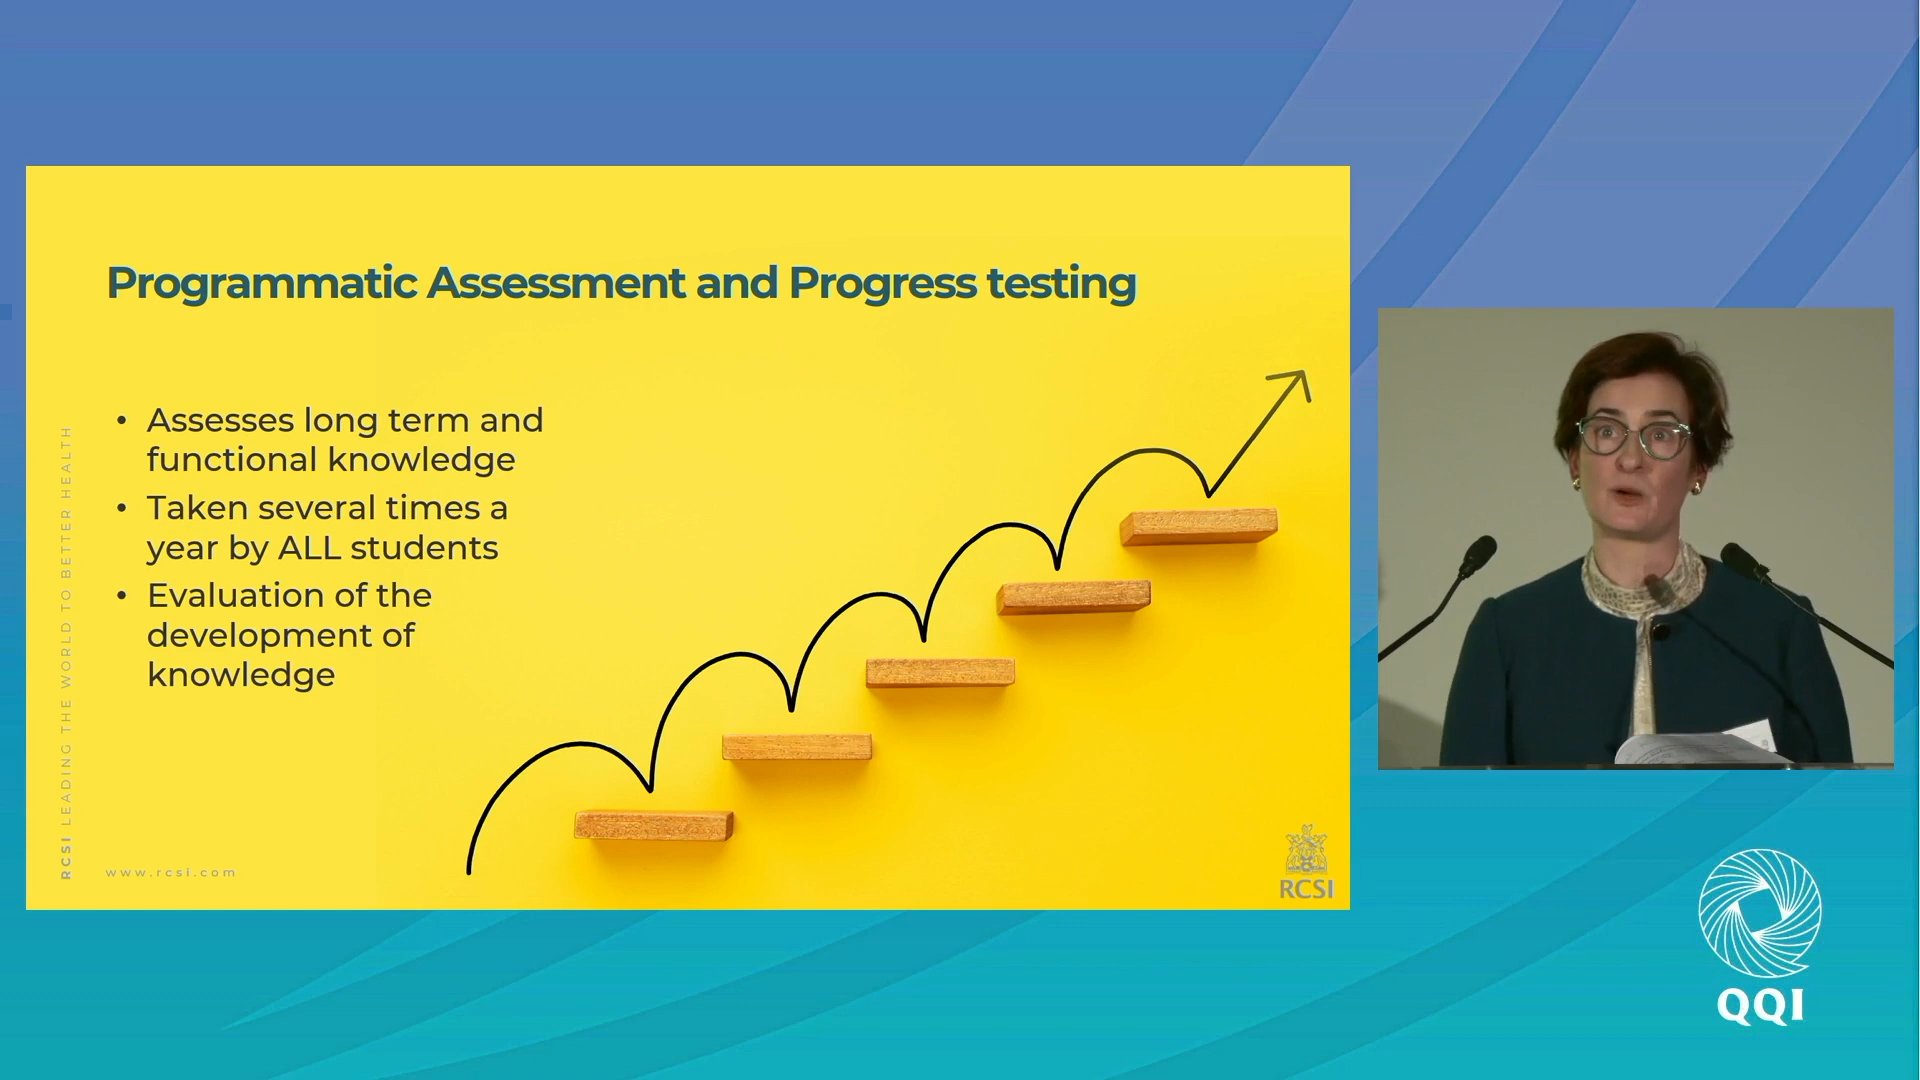 Programmatic Assessment and Progress testing
• Assesses long term and
functional knowledge
• Taken several times a
year by ALL students
• Evaluation of the
development of
knowledge
RCSI LEADING THE WORLD TO BETTER HEALTH
www.rcsi.com
RCSI
QQI